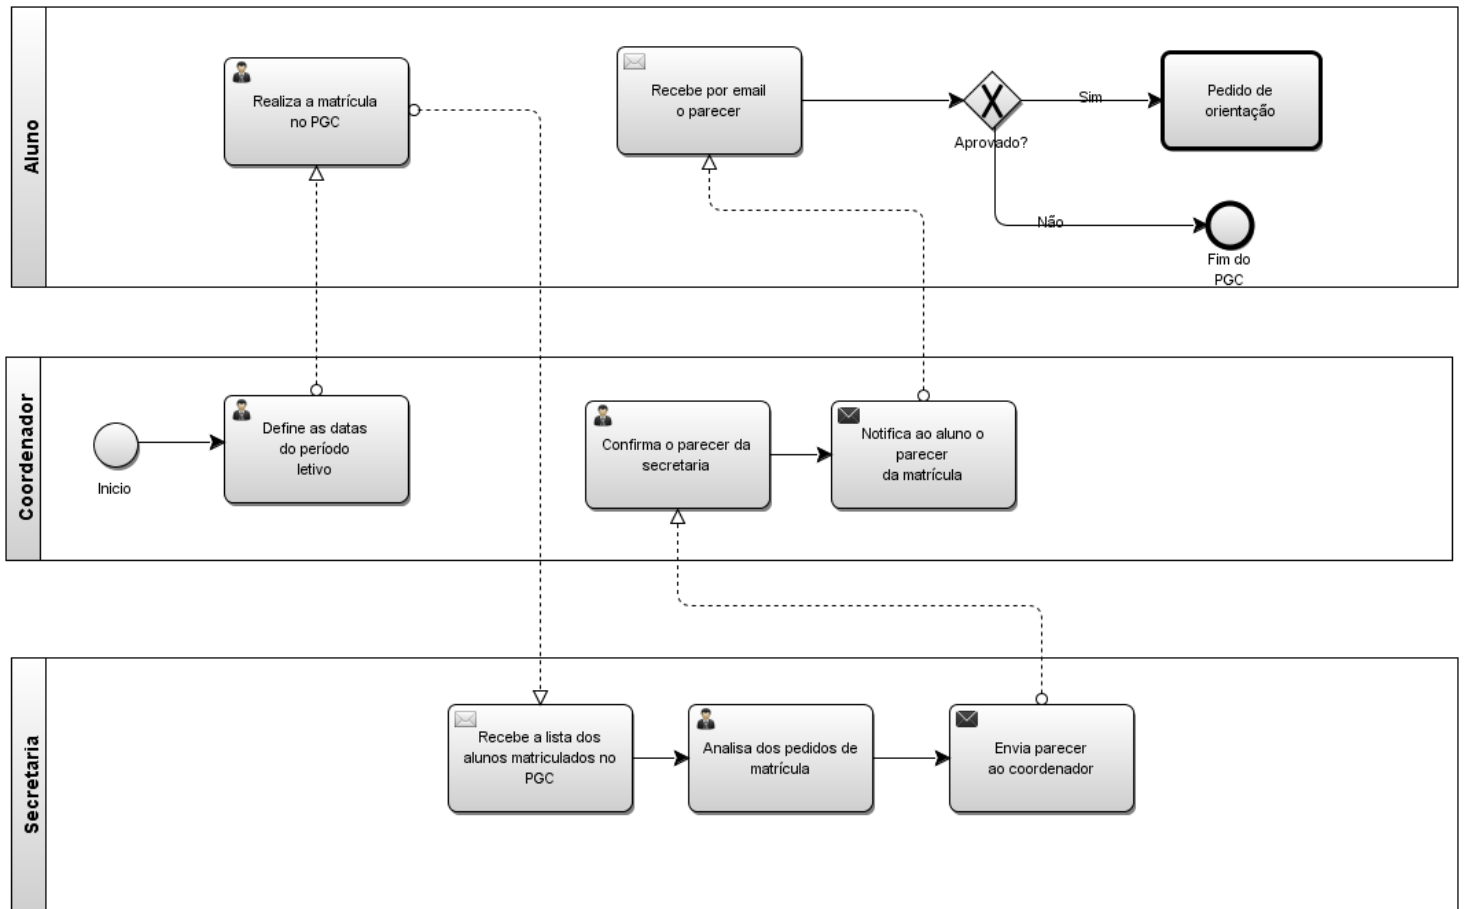 Aluno
Realiza a matrícula
no PGC
Recebe por email
o parecer
Aprovado?
Sim
Pedido de
orientação
Não
Fim do
PGC
Coordenador
Inicio
Define as datas
do período
letivo
Confirma o parecer da
secretaria
Notifica ao aluno o
parecer
da matrícula
Secretaria
Recebe a lista dos
alunos matriculados no
PGC
Analisa dos pedidos de
matrícula
Envia parecer
ao coordenador